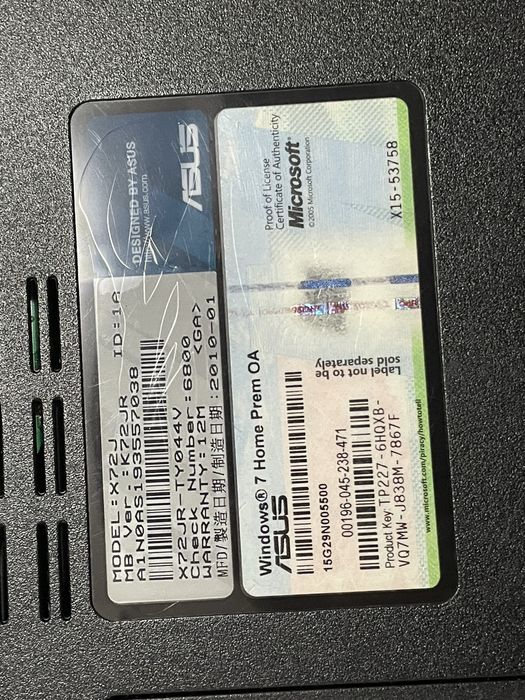 MODEL:X72J ID:1A
MB Ver.:K72JR
A1N0AS193557038
X72JR-TY044V
Check Number:6800
WARRANTY:12M <GA>
MFD/製造日期/制造日期:2010-01
DESIGNED BY ASUS
http://www.asus.com
ASUS
Windows® 7 Home Prem OA
ASUS
15G29N005500
00196-045-238-471
Product Key: TP227-6HQXB-
VQ7MW-J838M-7867F
www.microsoft.com/piracy/howtotell
Label not to be
sold separately
Proof of License
Certificate of Authenticity
Microsoft®
© 2005 Microsoft Corporation
X15-53758